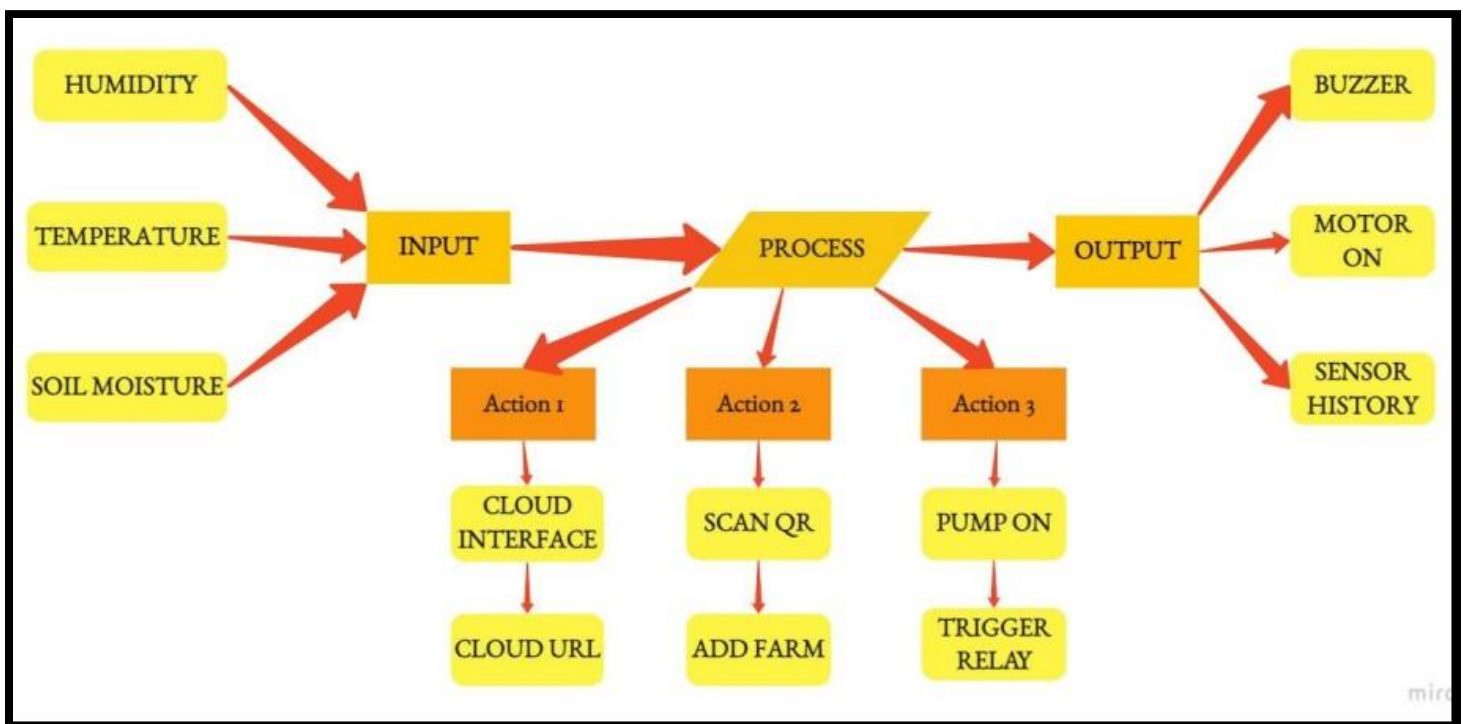 HUMIDITY
BUZZER
TEMPERATURE
INPUT
PROCESS
OUTPUT
MOTOR
ON
SOIL MOISTURE
Action 1
Action 2
Action 3
SENSOR
HISTORY
CLOUD
INTERFACE
SCAN QR
PUMP ON
CLOUD URL
ADD FARM
TRIGGER
RELAY